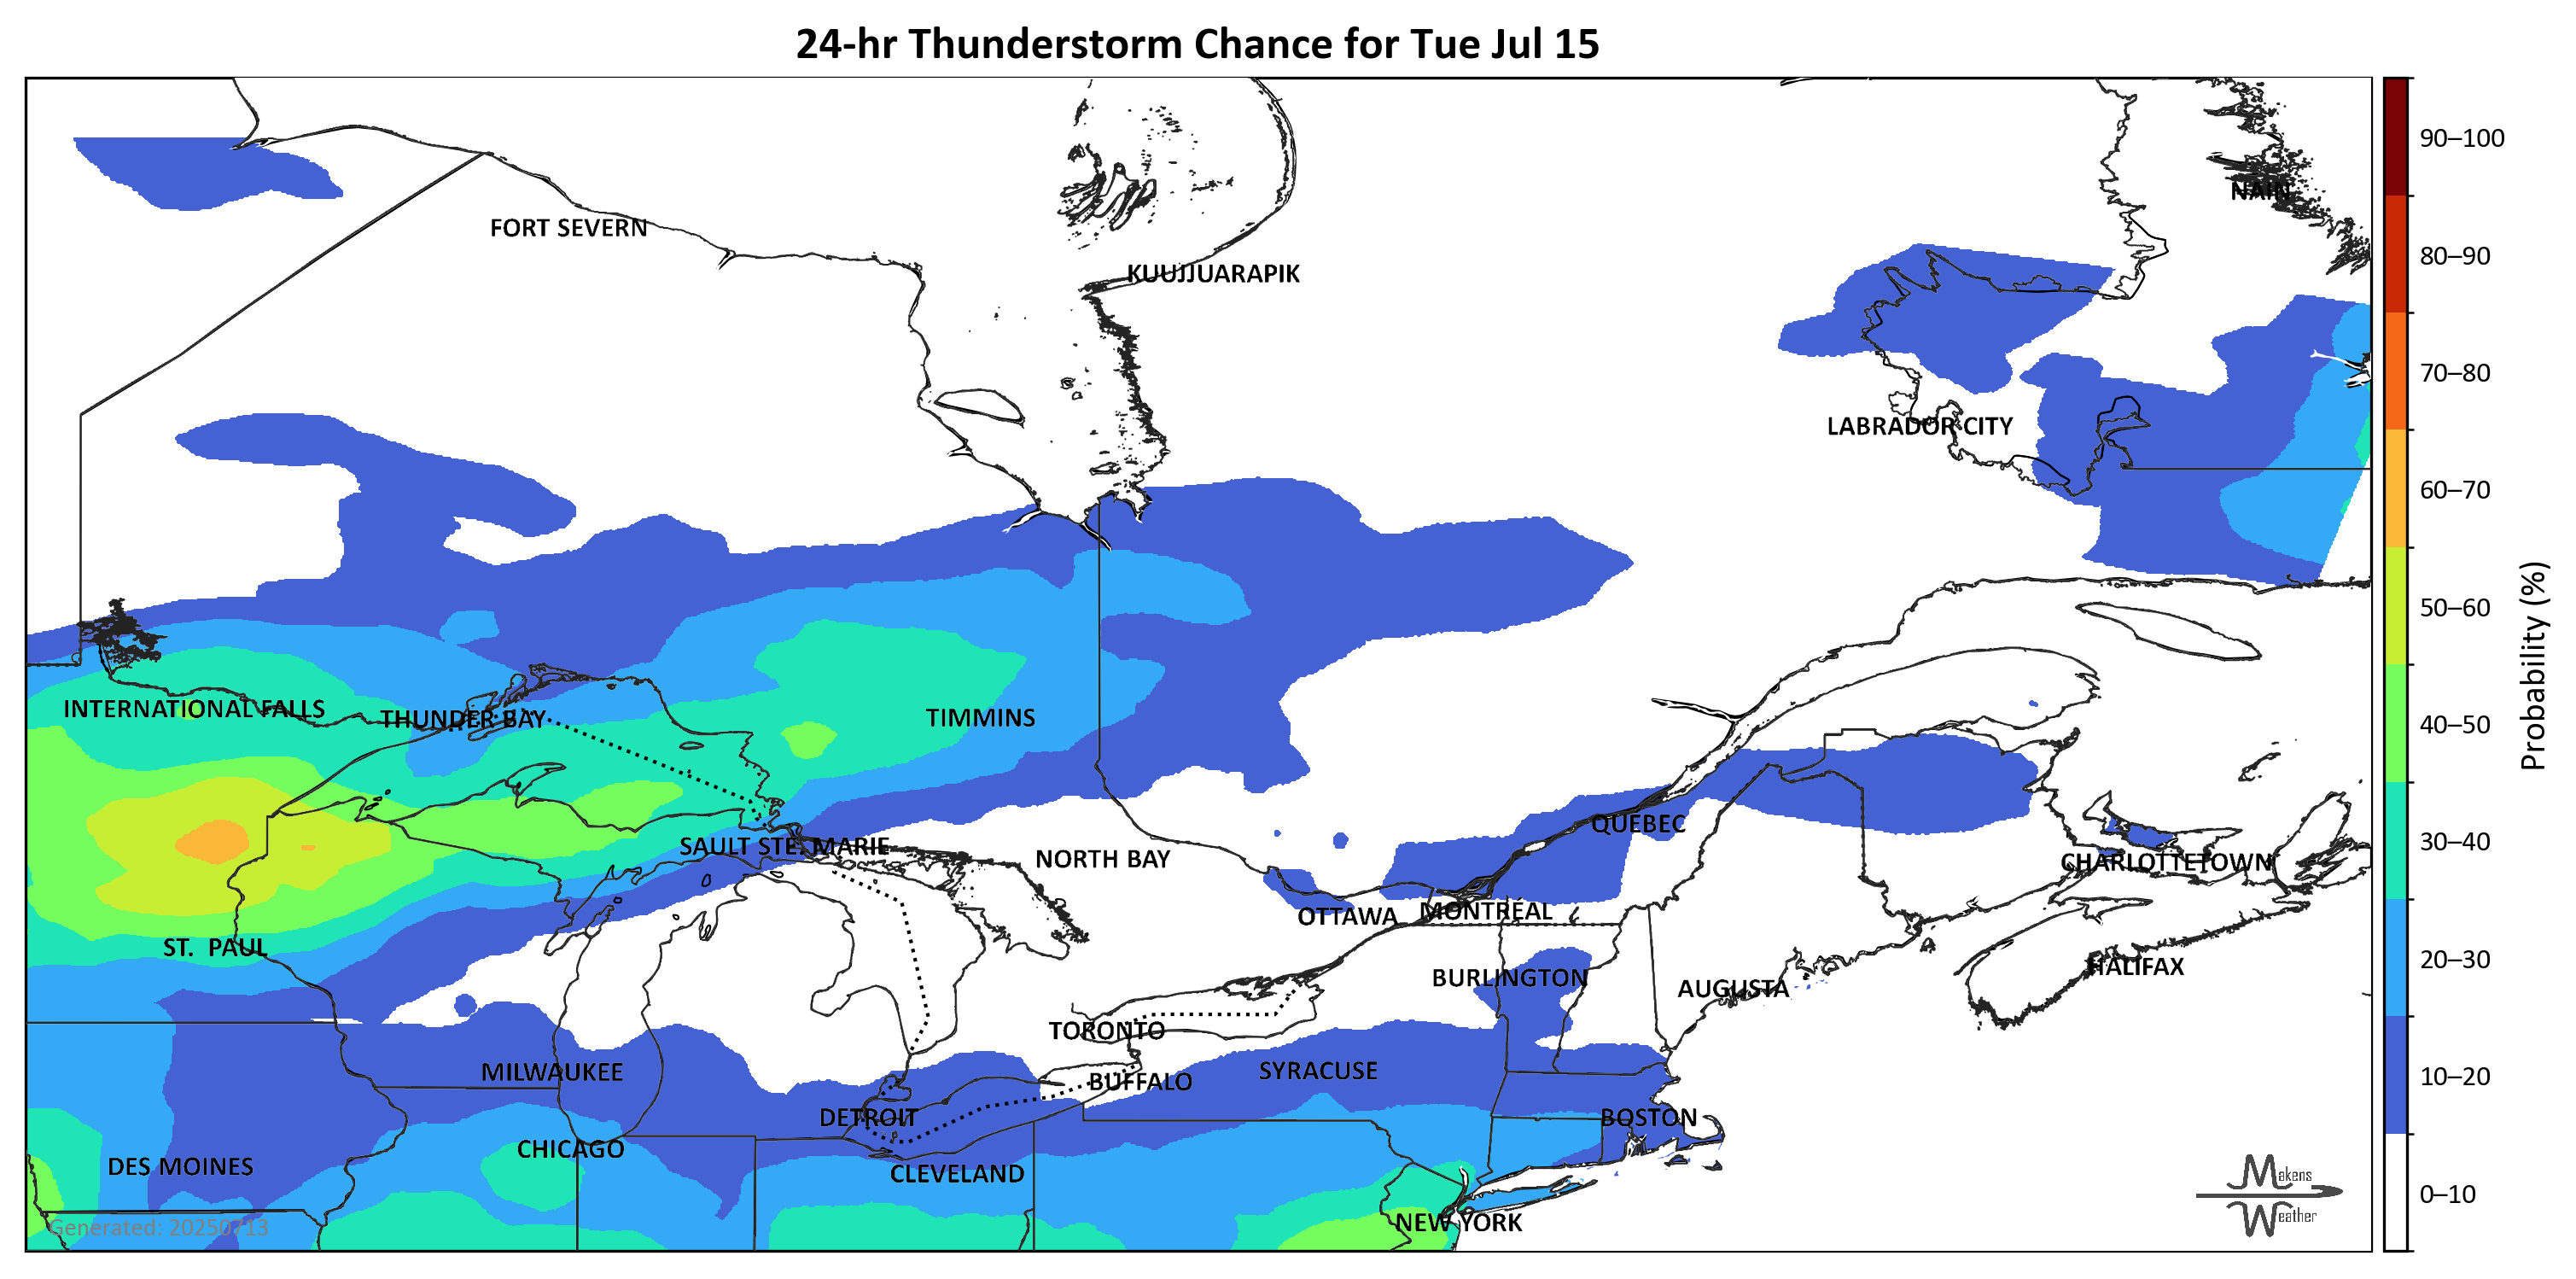 24-hr Thunderstorm Chance for Tue Jul 15
90–100
NAIN
FORT SEVERN
80–90
KUUJJUARAPIK
70–80
LABRADOR CITY
60–70
50–60
Probability (%)
INTERNATIONAL FALLS
THUNDER BAY
TIMMINS
40–50
QUÉBEC
SAULT STE. MARIE
30–40
NORTH BAY
CHARLOTTETOWN
OTTAWA
MONTRÉAL
ST. PAUL
20–30
HALIFAX
BURLINGTON
AUGUSTA
TORONTO
MILWAUKEE
SYRACUSE
10–20
BUFFALO
DETROIT
BOSTON
CHICAGO
DES MOINES
CLEVELAND
Makens
Weather
0–10
NEW YORK
Generated: 20250713